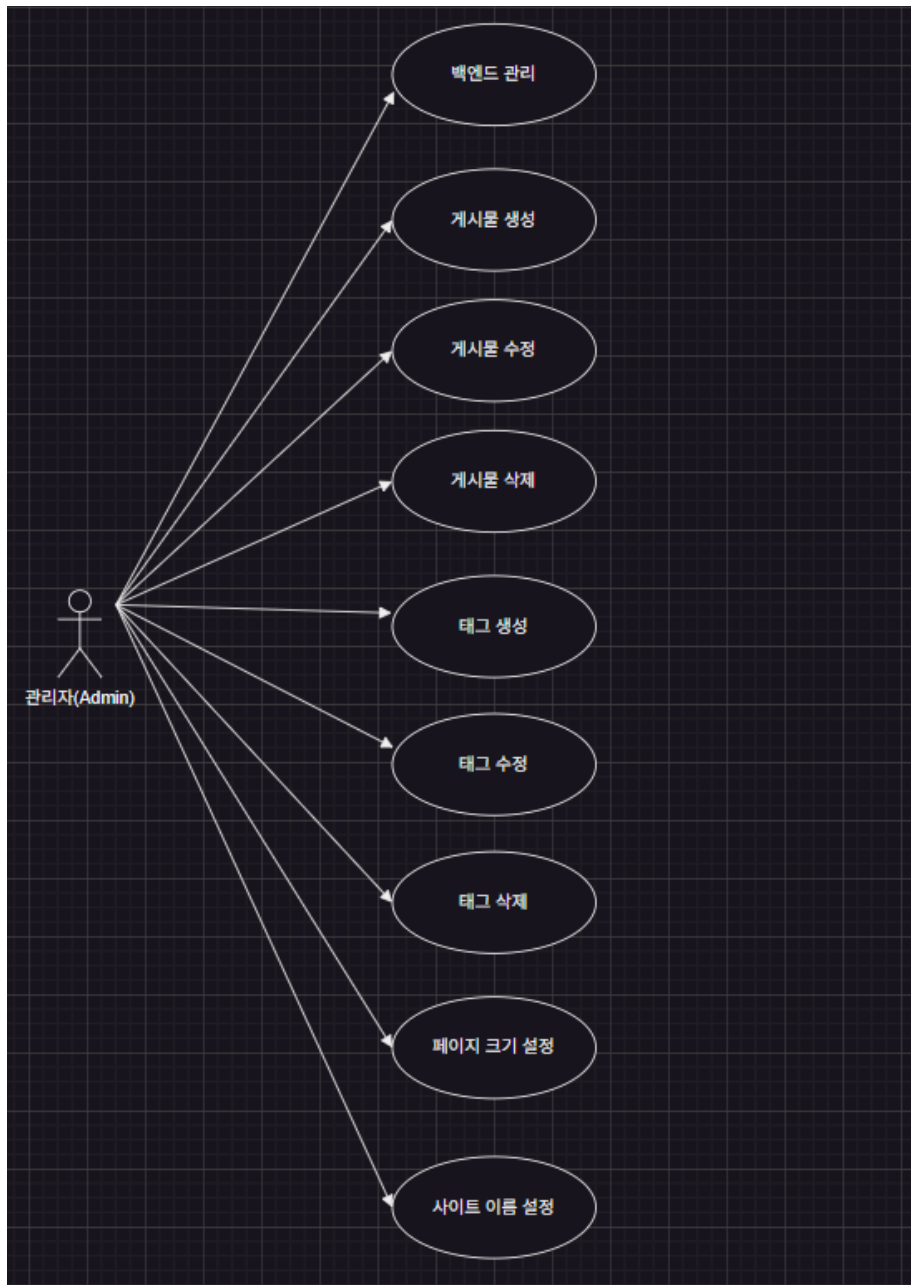 백엔드 관리
게시물 생성
게시물 수정
게시물 삭제
태그 생성
관리자(Admin)
태그 수정
태그 삭제
페이지 크기 설정
사이트 이름 설정